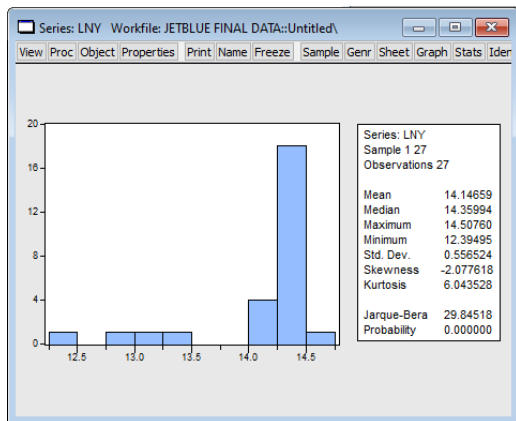 Series: LNY Workfile: JETBLUE FINAL DATA::Untitled\
View Proc Object Properties Print Name Freeze Sample Genr Sheet Graph Stats Iden
20
16
12
8
4
0
12.5 13.0 13.5 14.0 14.5
Series: LNY
Sample 1 27
Observations 27
Mean 14.14659
Median 14.35994
Maximum 14.50760
Minimum 12.39495
Std. Dev. 0.556524
Skewness -2.077618
Kurtosis 6.043528
Jarque-Bera 29.84518
Probability 0.000000